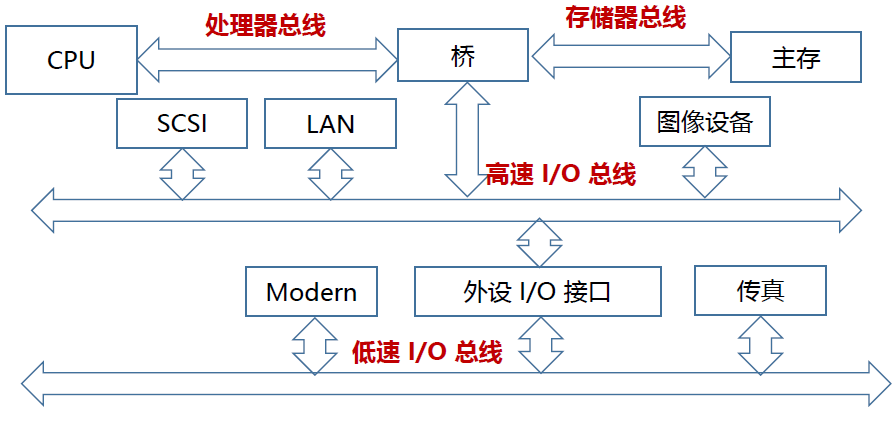 处理器总线
存储器总线
CPU
桥
主存
SCSI
LAN
图像设备
高速 I/O 总线
Modern
外设 I/O 接口
传真
低速 I/O 总线